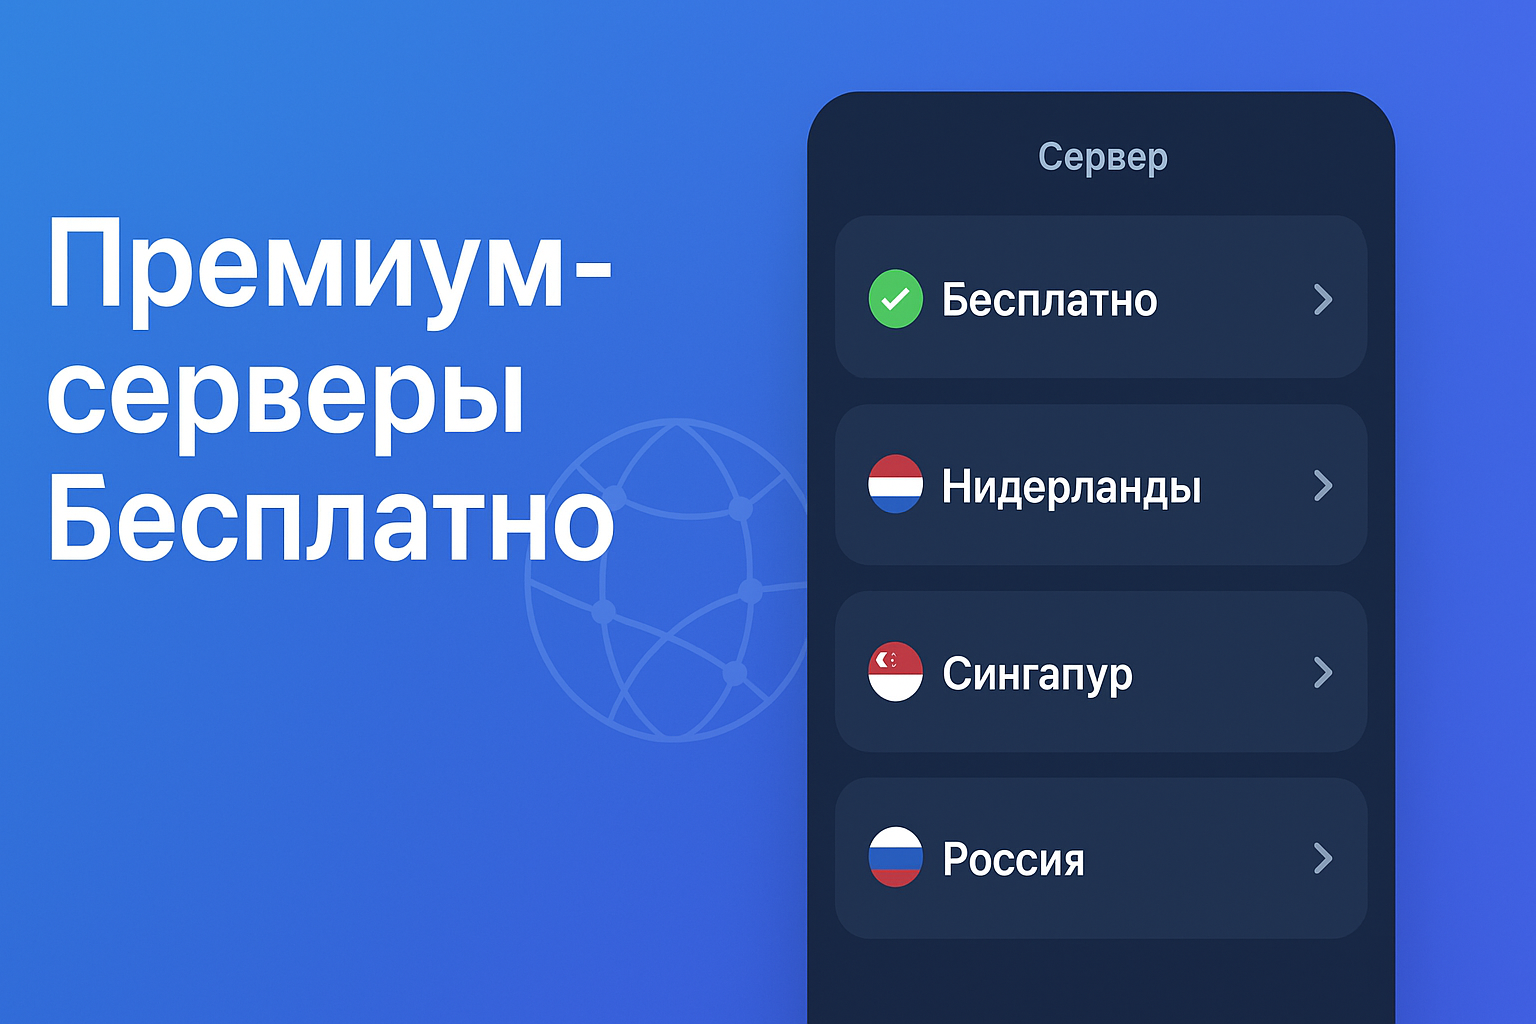 Премиум-
серверы
Бесплатно
Сервер
Бесплатно
Нидерланды
Сингапур
Россия